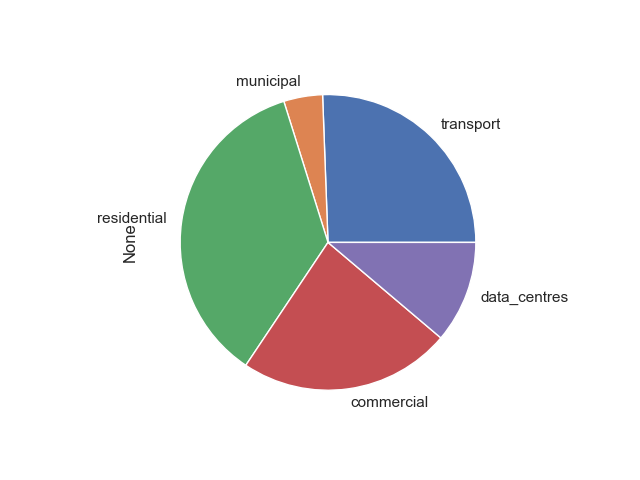 municipal
transport
residential
None
data_centres
commercial